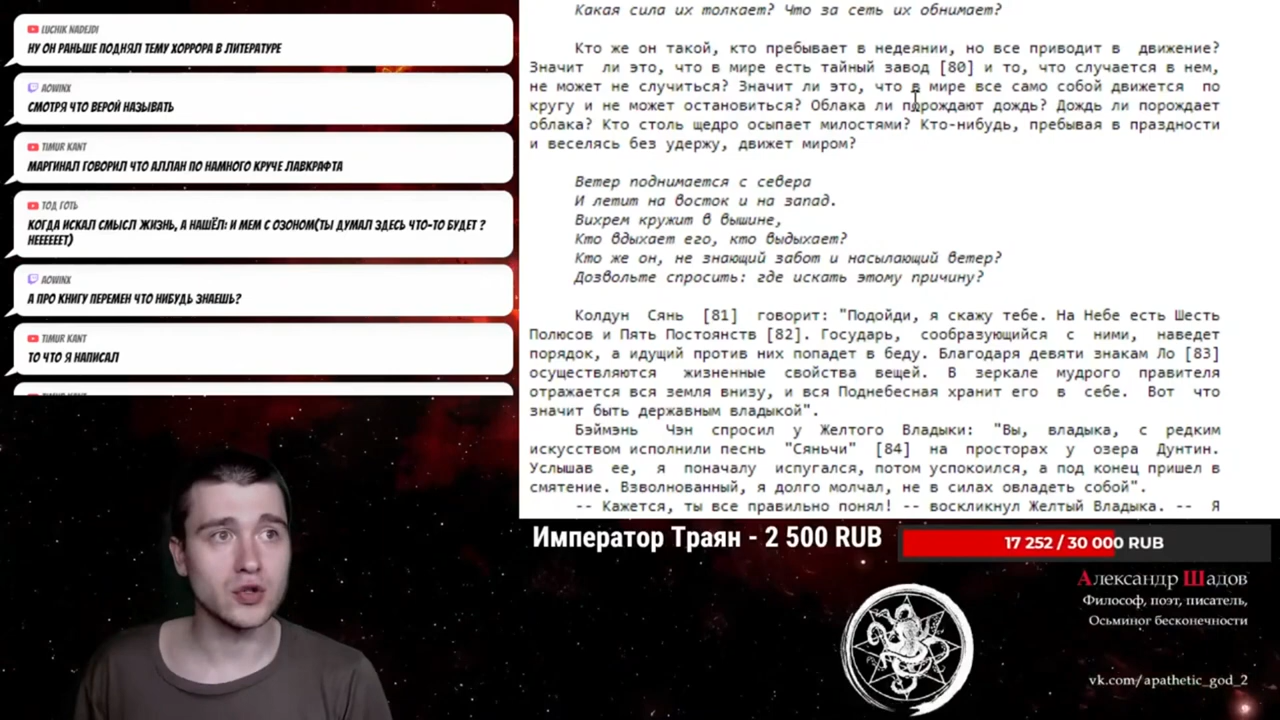 LUCHIK NADEJDI
НУ ОН РАНЬШЕ ПОДНЯЛ ТЕМУ ХОРРОРА В ЛИТЕРАТУРЕ
AOWINX
СМОТРЯ ЧТО ВЕРОЙ НАЗЫВАТЬ
TIMUR KANT
МАРГИНАЛ ГОВОРИЛ ЧТО АЛЛАН ПО НАМНОГО КРУЧЕ ЛАВКРАФТА
ТОД ГОТЬ
КОГДА ИСКАЛ СМЫСЛ ЖИЗНЬ, А НАШЁЛ: И МЕМ С ОЗОНОМ(ТЫ ДУМАЛ ЗДЕСЬ ЧТО-ТО БУДЕТ ?
НЕЕЕЕЕТ)
AOWINX
А ПРО КНИГУ ПЕРЕМЕН ЧТО НИБУДЬ ЗНАЕШЬ?
TIMUR KANT
ТО ЧТО Я НАПИСАЛ
Какая сила их толкает? Что за сеть их обнимает?
Кто же он такой, кто пребывает в недеянии, но все приводит в движение?
Значит ли это, что в мире есть тайный завод [80] и то, что случается в нем,
не может не случиться? Значит ли это, что в мире все само собой движется по
кругу и не может остановиться? Облака ли порождают дождь? Дождь ли порождает
облака? Кто столь щедро осыпает милостями? Кто-нибудь, пребывая в праздности
и веселясь без удержу, движет миром?
Ветер поднимается с севера
И летит на восток и на запад.
Вихрем кружит в вышине,
Кто вдыхает его, кто выдыхает?
Кто же он, не знающий забот и насылающий ветер?
Дозвольте спросить: где искать этому причину?
Колдун Сянь [81] говорит: "Подойди, я скажу тебе. На Небе есть Шесть
Полюсов и Пять Постоянств [82]. Государь, сообразующийся с ними, наведет
порядок, а идущий против них попадет в беду. Благодаря девяти знакам Ло [83]
осуществляются жизненные свойства вещей. В зеркале мудрого правителя
отражается вся земля внизу, и вся Поднебесная хранит его в себе. Вот что
значит быть державным владыкой".
Бэймэнь Чэн спросил у Желтого Владыки: "Вы, владыка, с редким
искусством исполнили песнь "Сяньчи" [84] на просторах у озера Дунтин.
Услышав ее, я поначалу испугался, потом успокоился, а под конец пришел в
смятение. Взволнованный, я долго молчал, не в силах овладеть собой".
-- Кажется, ты все правильно понял! -- воскликнул Желтый Владыка. -- Я
Император Траян - 2 500 RUB
17 252 / 30 000 RUB
Александр Шадов
Философ, поэт, писатель,
Осьминог бесконечности
vk.com/apathetic_god_2